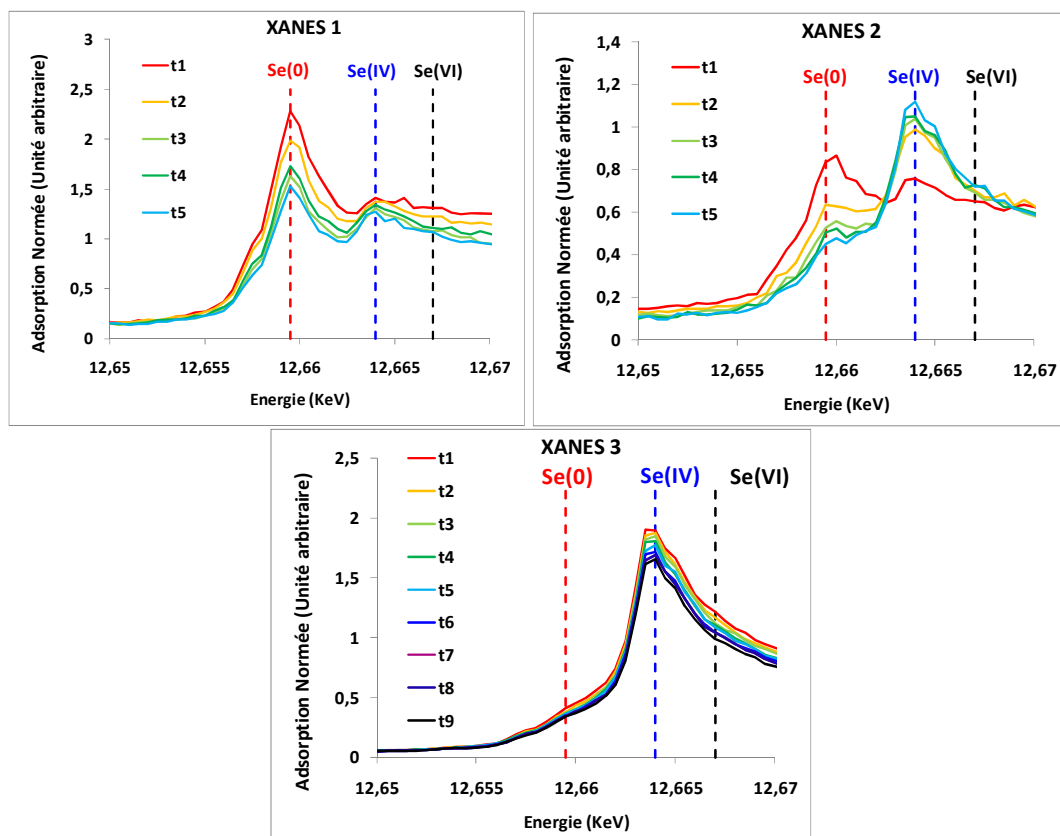 XANES 1
Adsorption Normée (Unité arbitraire)
3
2,5
2
1,5
1
0,5
0
t1
t2
t3
t4
t5
Se(0)
Se(IV)
Se(VI)
12,65
12,655
12,66
12,665
12,67
Energie (KeV)
XANES 2
Adsorption Normée (Unité arbitraire)
1,4
1,2
1
0,8
0,6
0,4
0,2
0
t1
t2
t3
t4
t5
Se(0)
Se(IV)
Se(VI)
12,65
12,655
12,66
12,665
12,67
Energie (KeV)
XANES 3
Adsorption Normée (Unité arbitraire)
2,5
2
1,5
1
0,5
0
t1
t2
t3
t4
t5
t6
t7
t8
t9
Se(0)
Se(IV)
Se(VI)
12,65
12,655
12,66
12,665
12,67
Energie (KeV)